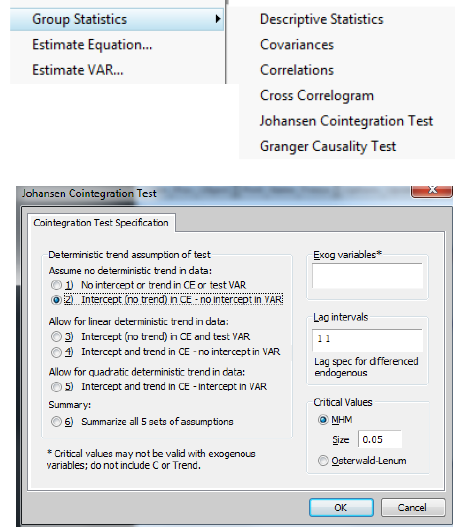 Group Statistics
Estimate Equation...
Estimate VAR...
Descriptive Statistics
Covariances
Correlations
Cross Correlogram
Johansen Cointegration Test
Granger Causality Test
Johansen Cointegration Test
Cointegration Test Specification
Deterministic trend assumption of test
Assume no deterministic trend in data:
1) No intercept or trend in CE or test VAR
2) Intercept (no trend) in CE - no intercept in VAR
Allow for linear deterministic trend in data:
3) Intercept (no trend) in CE and test VAR
4) Intercept and trend in CE - no intercept in VAR
Allow for quadratic deterministic trend in data:
5) Intercept and trend in CE - intercept in VAR
Summary:
6) Summarize all 5 sets of assumptions
* Critical values may not be valid with exogenous
variables; do not include C or Trend.
Exog variables*
Lag intervals
1 1
Lag spec for differenced
endogenous
Critical Values
MHM
Size 0.05
Osterwald-Lenum
OK
Cancel